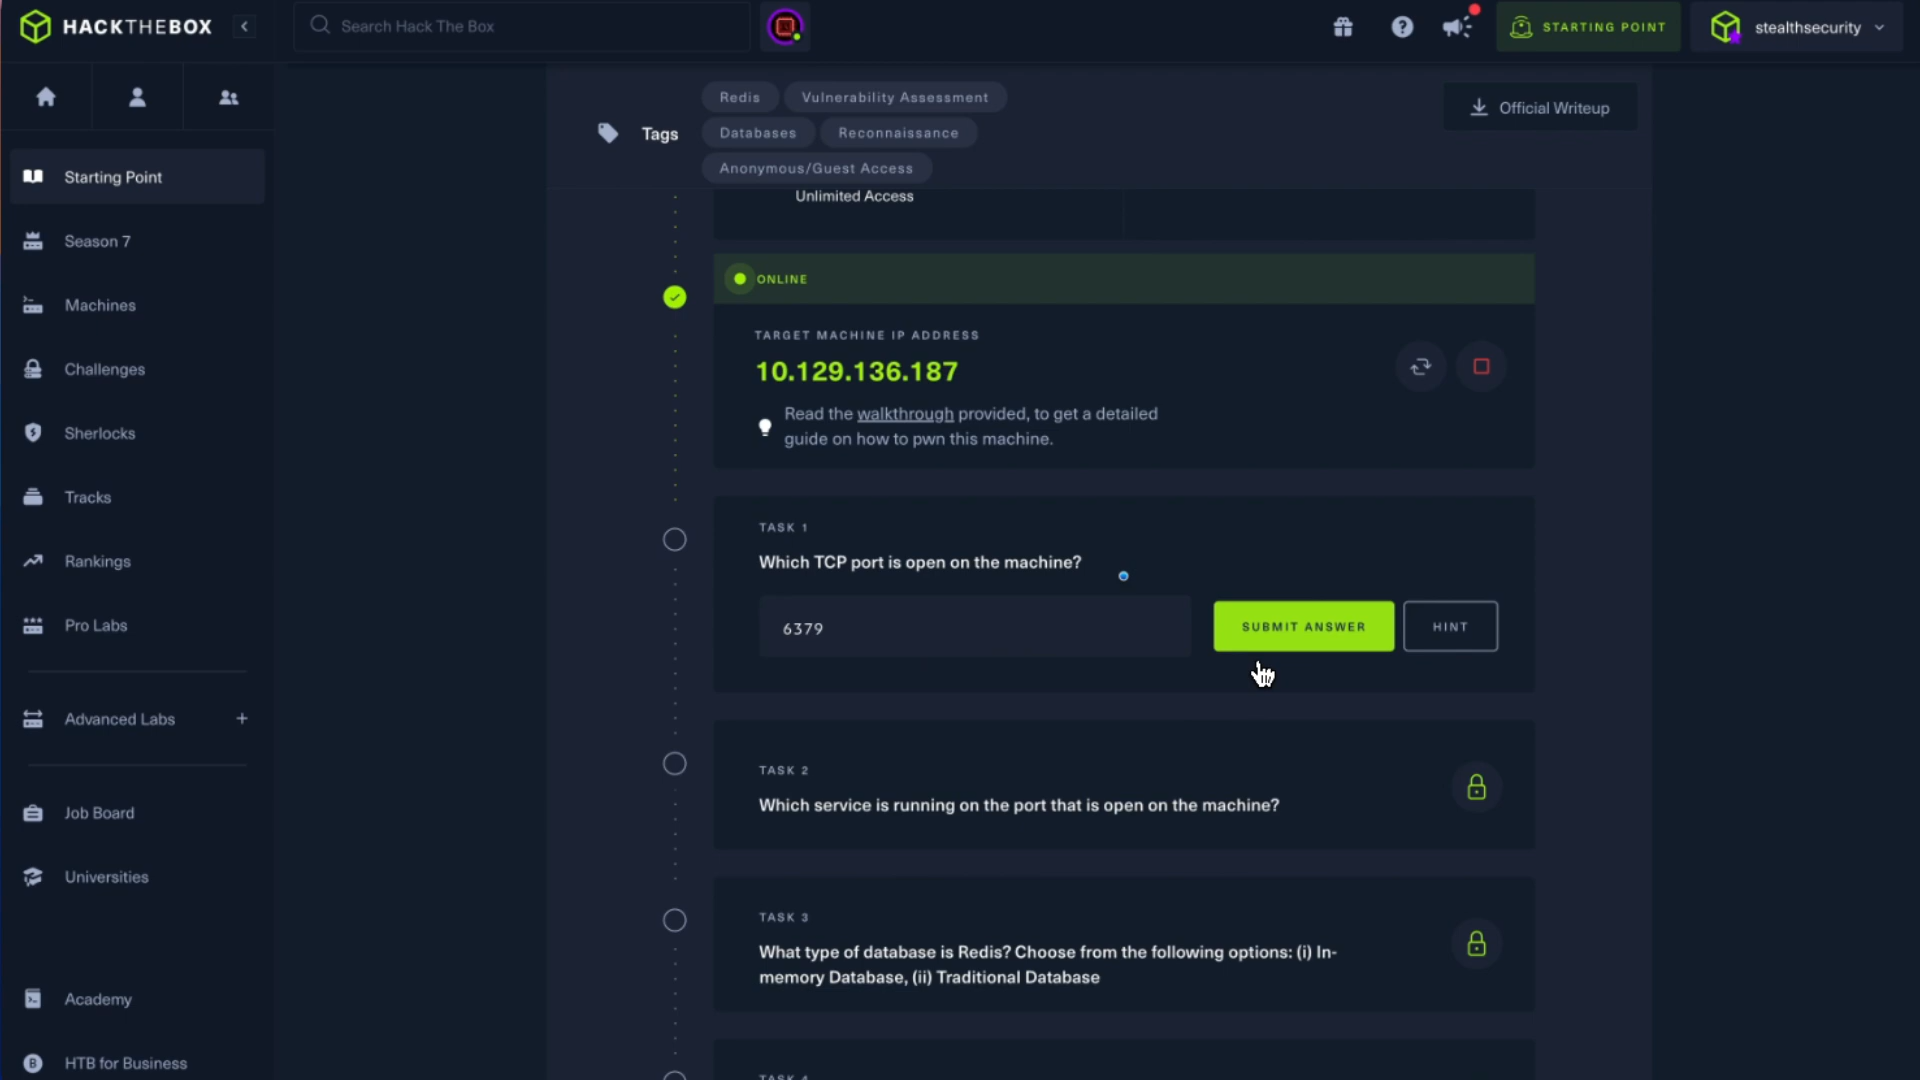 HACKTHEBOX
Search Hack The Box
STARTING POINT
stealthsecurity
Starting Point
Season 7
Machines
Challenges
Sherlocks
Tracks
Rankings
Pro Labs
Advanced Labs
+
Job Board
Universities
Academy
HTB for Business
Tags
Redis
Vulnerability Assessment
Databases
Reconnaissance
Anonymous/Guest Access
Official Writeup
Unlimited Access
ONLINE
TARGET MACHINE IP ADDRESS
10.129.136.187
Read the walkthrough provided, to get a detailed
guide on how to pwn this machine.
TASK 1
Which TCP port is open on the machine?
6379
SUBMIT ANSWER
HINT
TASK 2
Which service is running on the port that is open on the machine?
TASK 3
What type of database is Redis? Choose from the following options: (i) In-
memory Database, (ii) Traditional Database
TASK 4